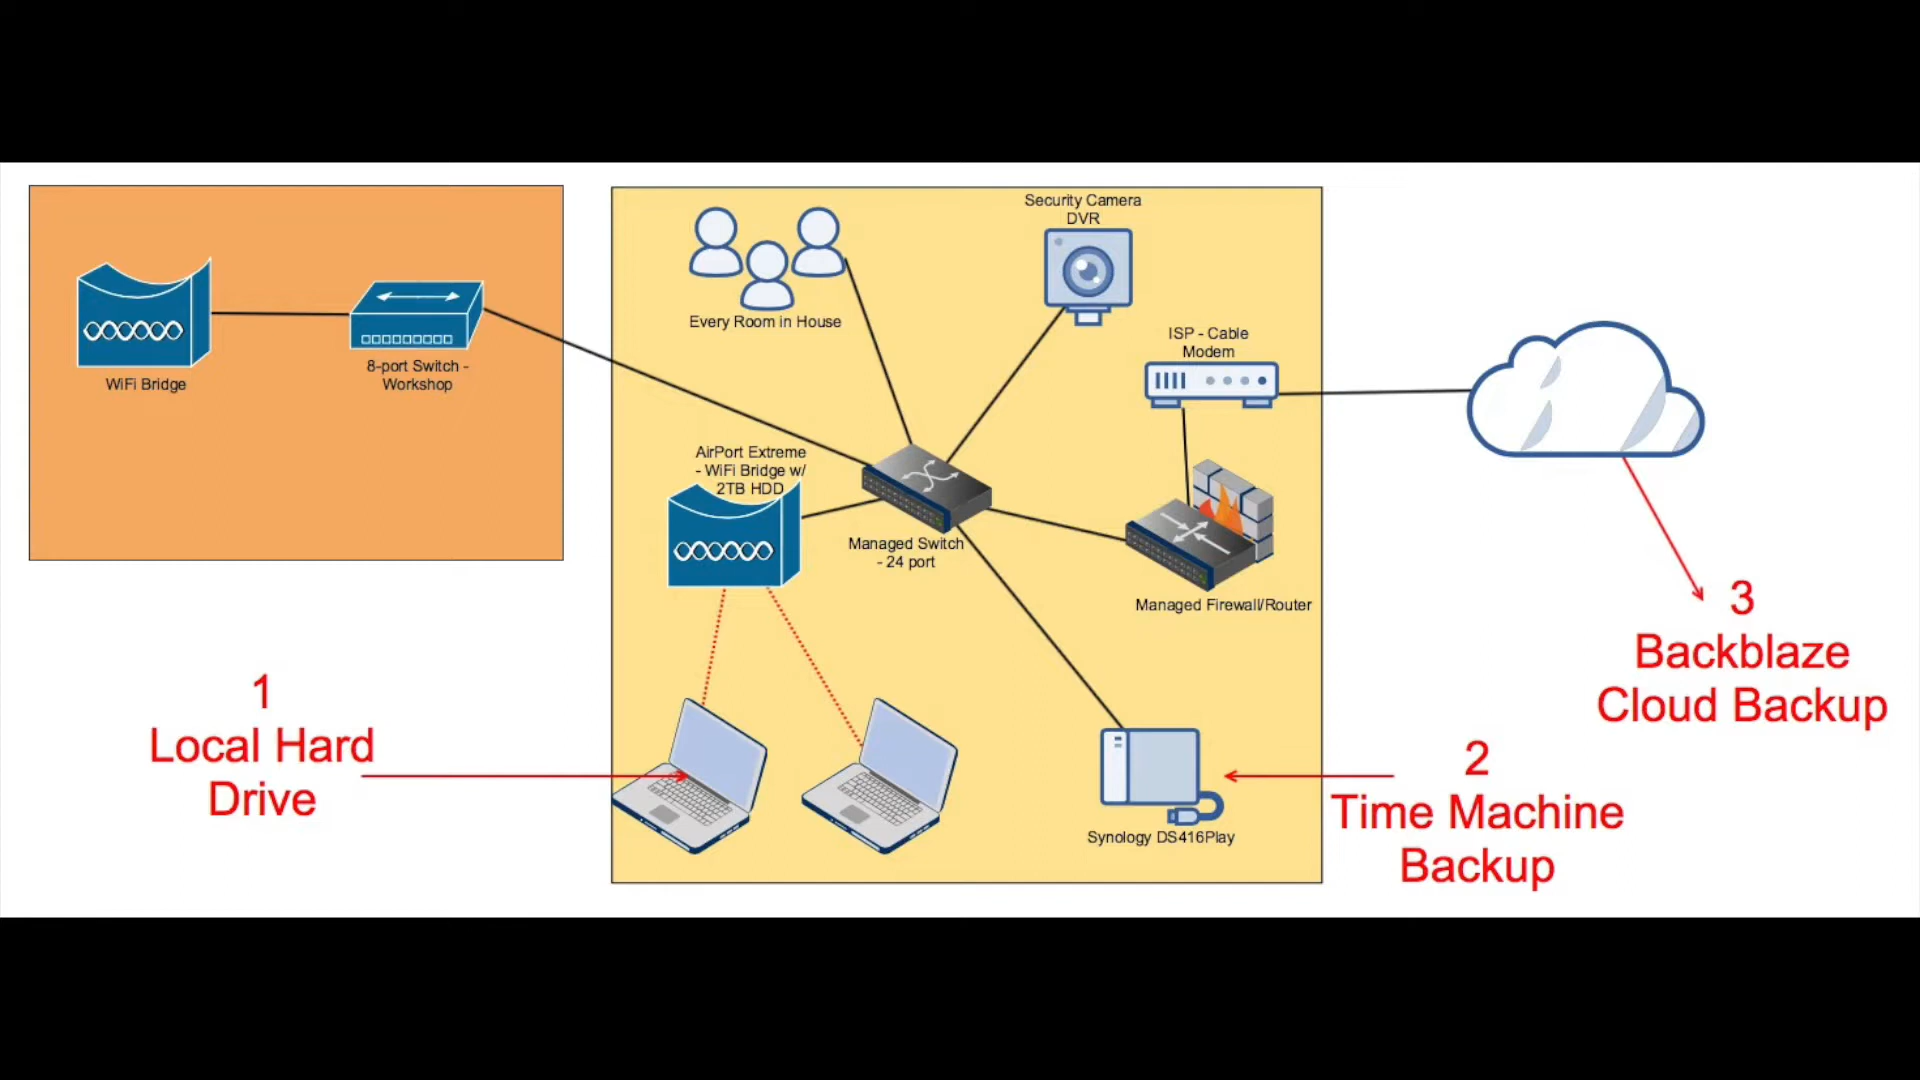 Security Camera
DVR
Every Room in House
ISP - Cable
Modem
WiFi Bridge
8-port Switch -
Workshop
AirPort Extreme
- WiFi Bridge w/
2TB HDD
Managed Switch
- 24 port
Managed Firewall/Router
Synology DS416Play
1
Local Hard
Drive
2
Time Machine
Backup
3
Backblaze
Cloud Backup